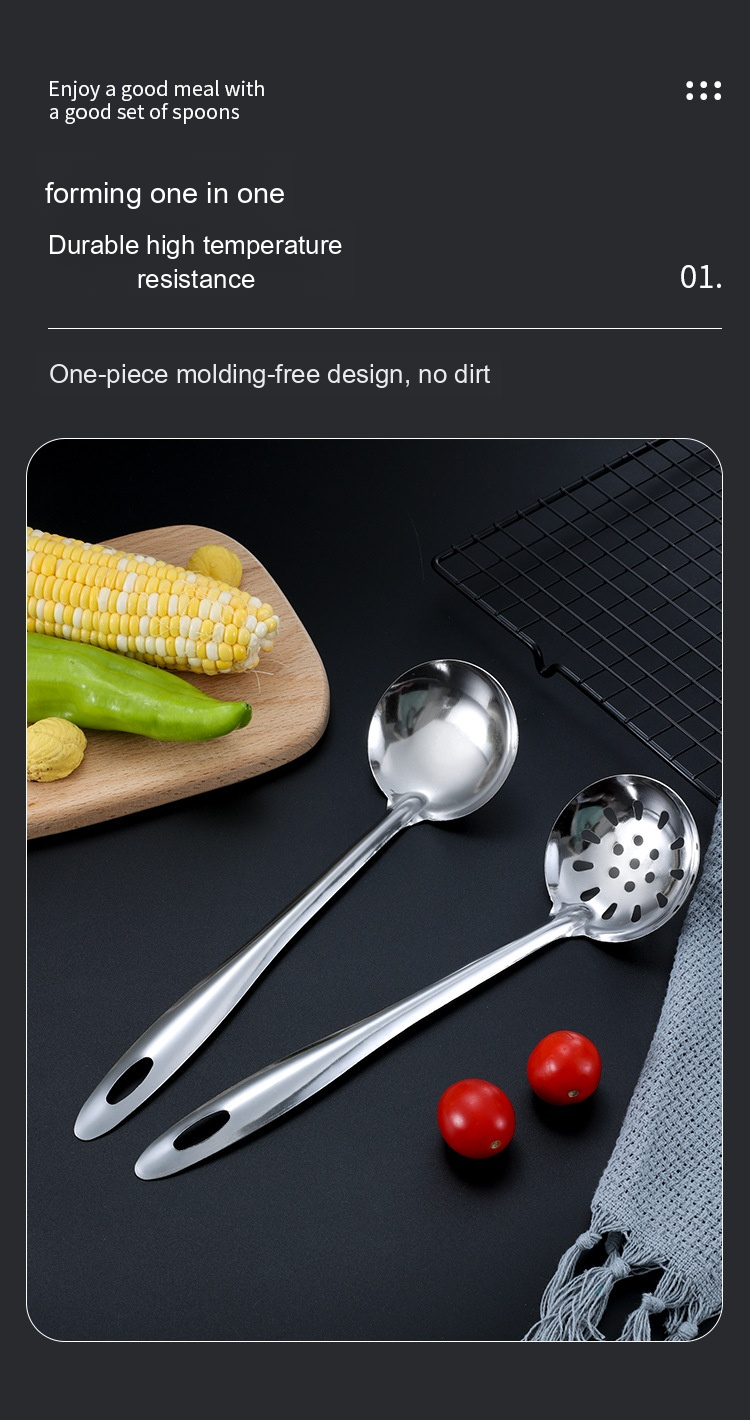 Enjoy a good meal with
a good set of spoons
forming one in one
Durable high temperature
resistance
01.
One-piece molding-free design, no dirt